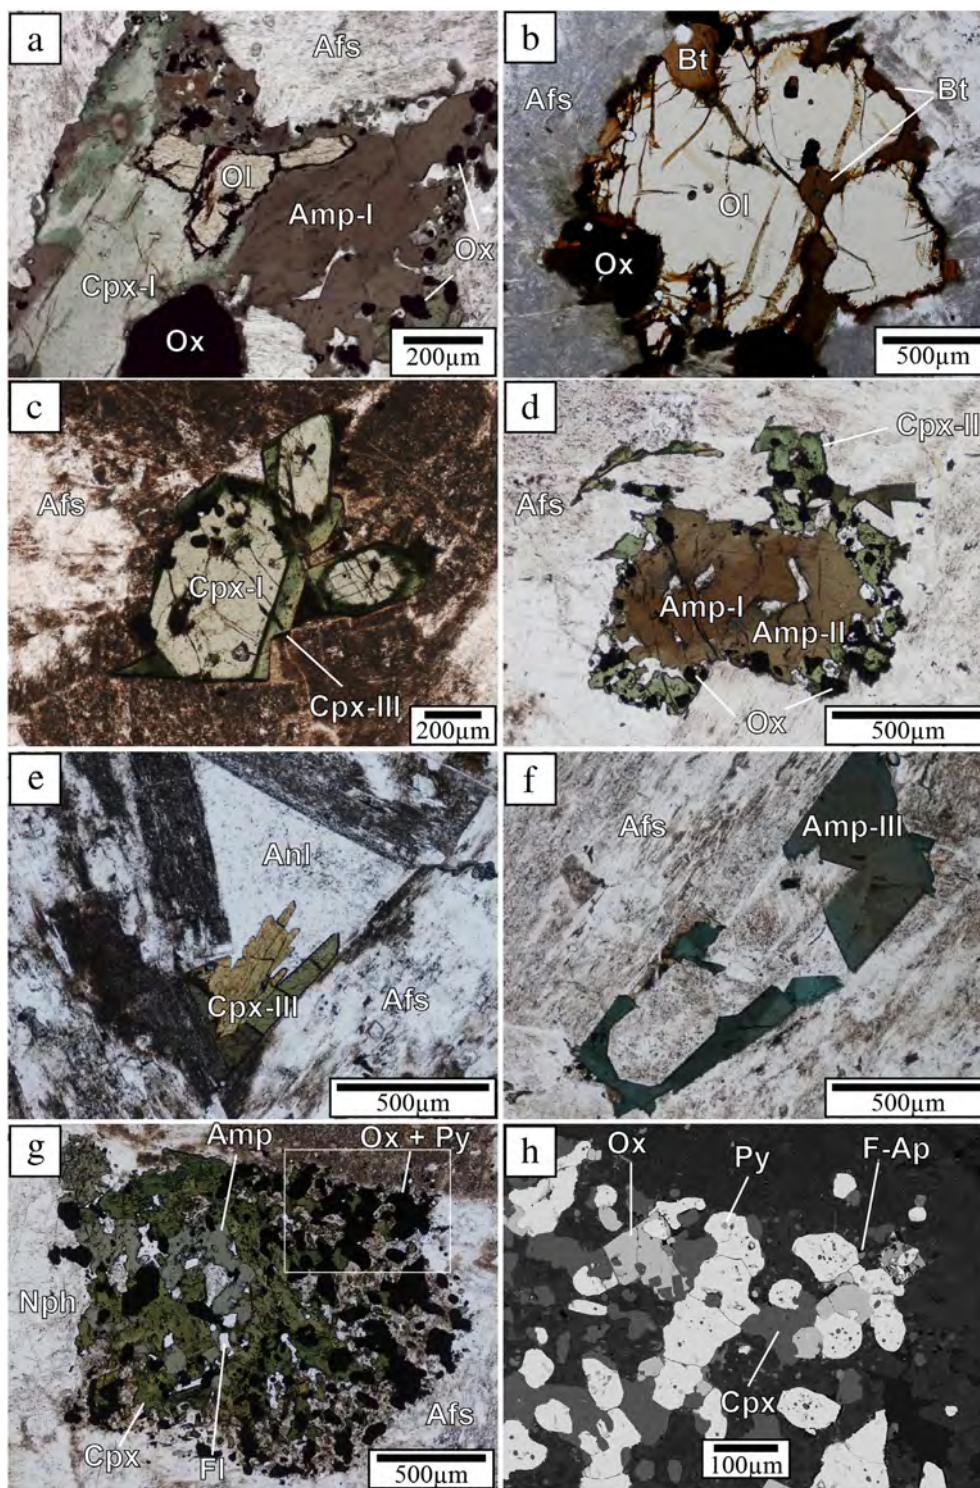 a
Afs
Ol
Amp-I
Cpx-I
Ox
Ox
200µm
b
Bt
Bt
Afs
Ol
Ox
500µm
c
Afs
Cpx-I
Cpx-III
200µm
d
Cpx-II
Afs
Amp-I
Amp-II
Ox
500µm
e
Anl
Cpx-III
Afs
500µm
f
Afs
Amp-III
500µm
g
Amp
Ox + Py
Nph
Afs
Cpx
Fl
500µm
h
Ox
Py
F-Ap
Cpx
100µm